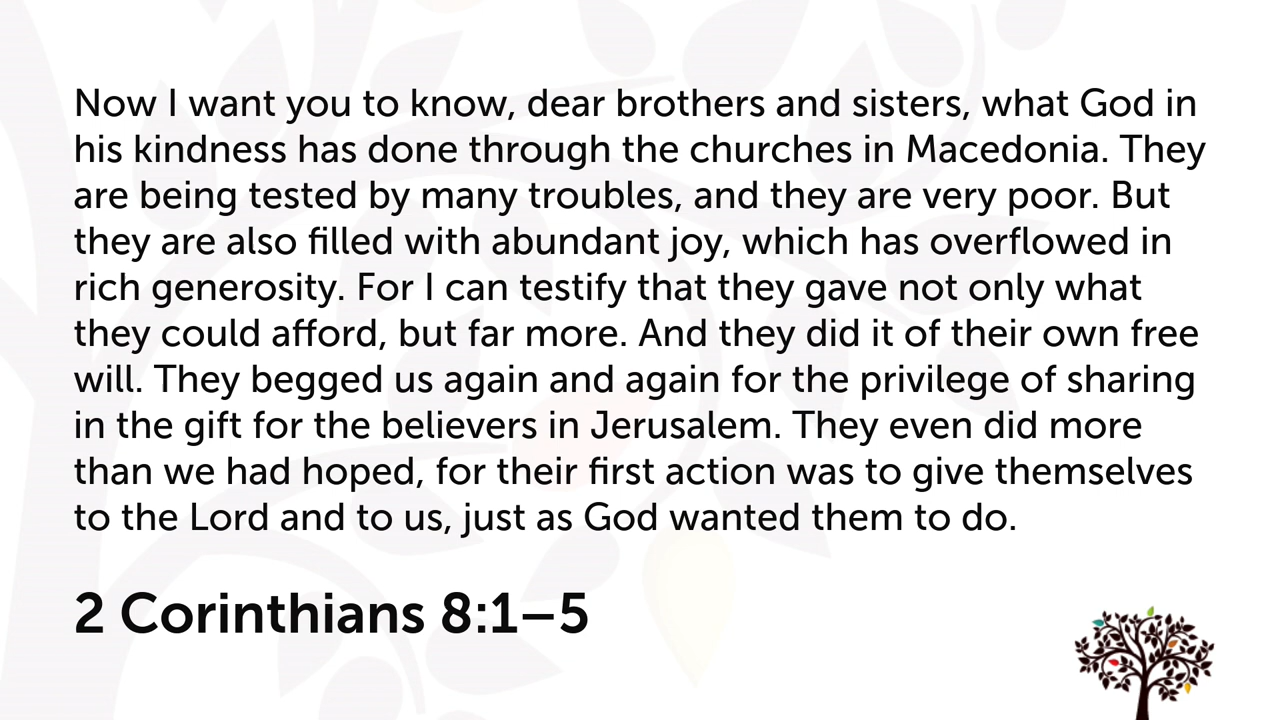 Now I want you to know, dear brothers and sisters, what God in
his kindness has done through the churches in Macedonia. They
are being tested by many troubles, and they are very poor. But
they are also filled with abundant joy, which has overflowed in
rich generosity. For I can testify that they gave not only what
they could afford, but far more. And they did it of their own free
will. They begged us again and again for the privilege of sharing
in the gift for the believers in Jerusalem. They even did more
than we had hoped, for their first action was to give themselves
to the Lord and to us, just as God wanted them to do.
2 Corinthians 8:1–5